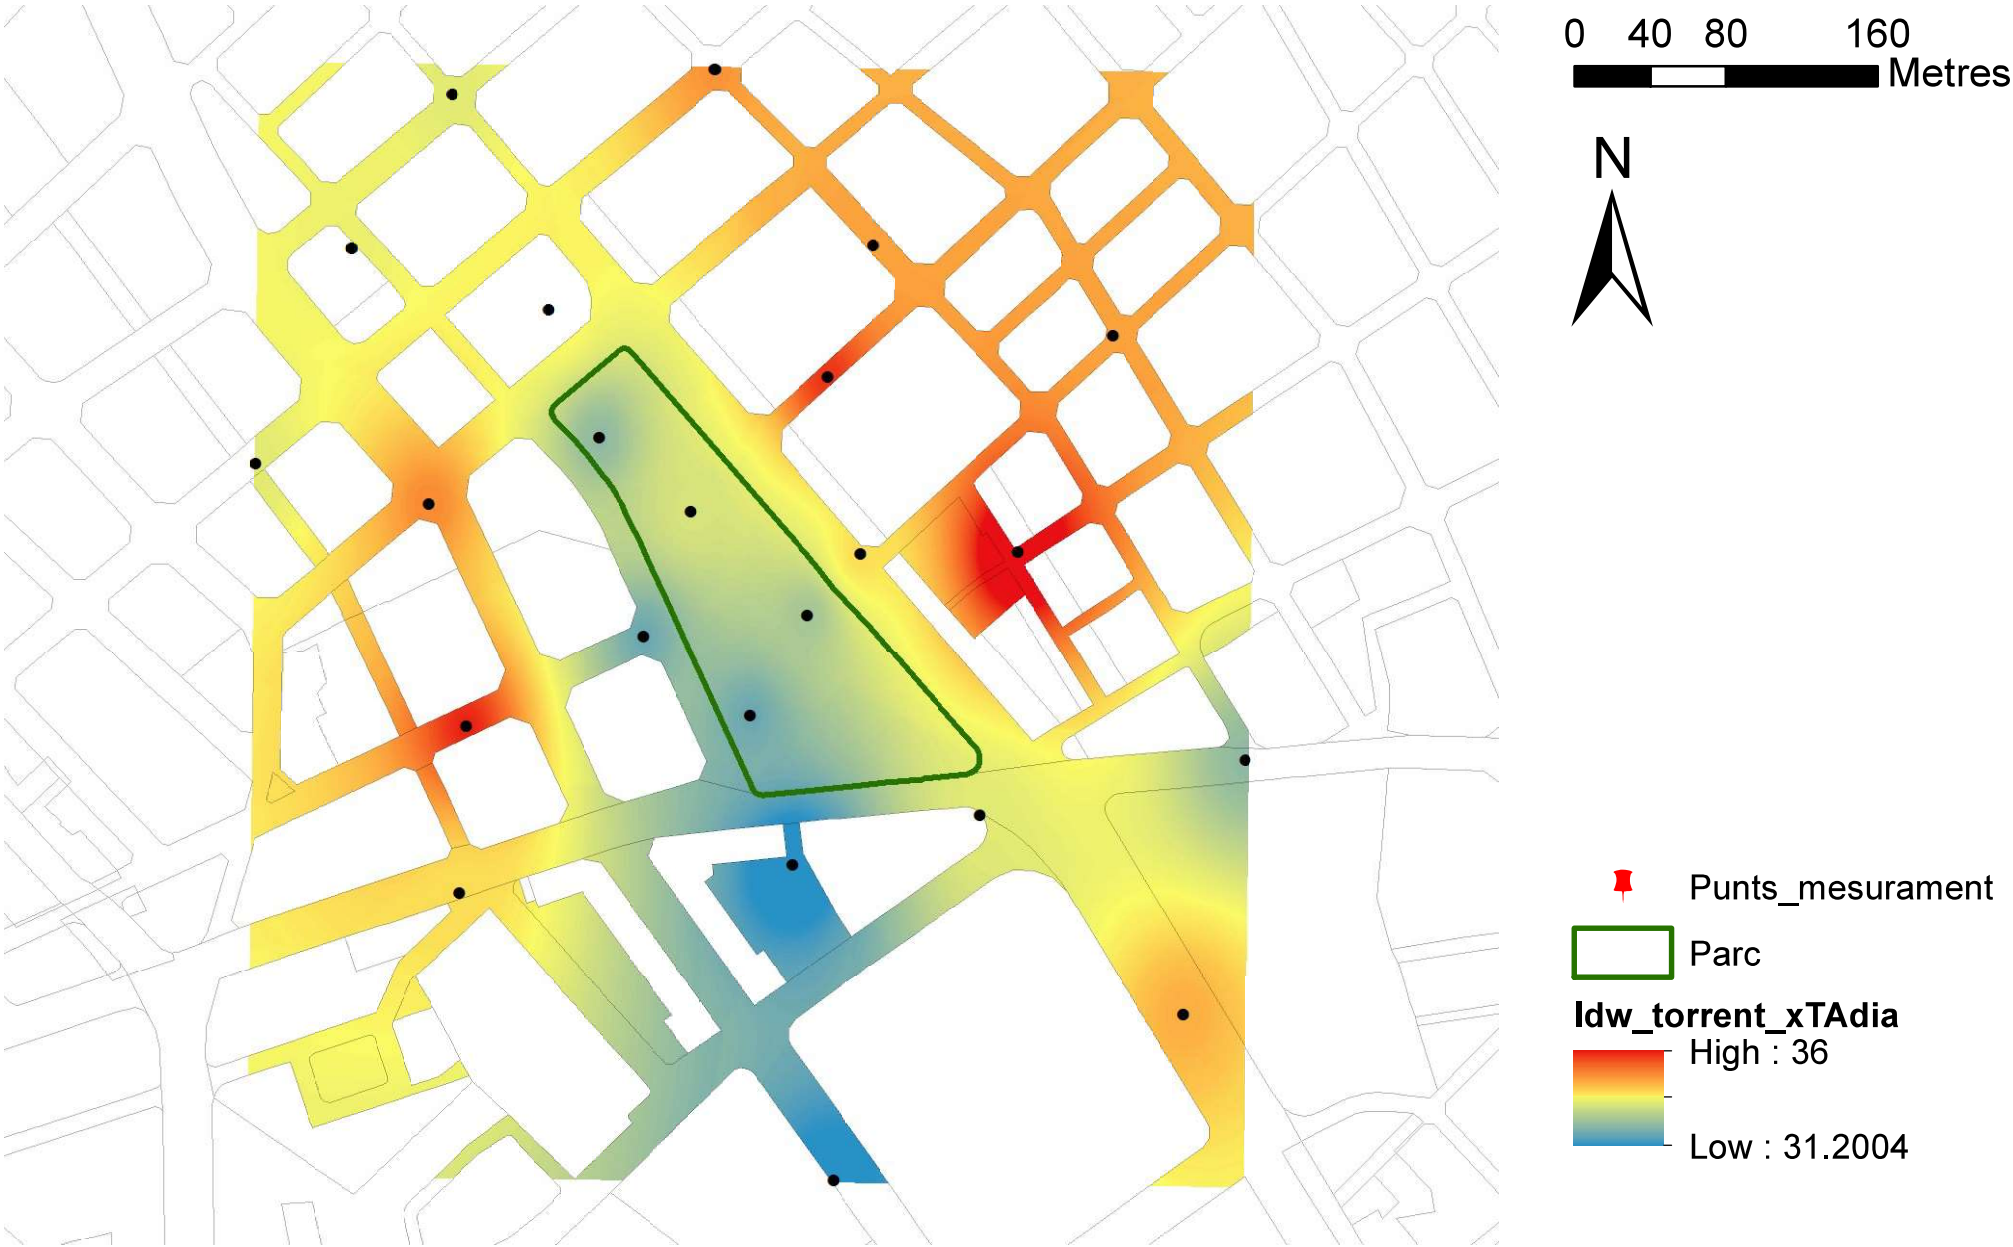 0 40 80 160
Metres
N
Punts_mesurament
Parc
Idw_torrent_xTAdia
High : 36
Low : 31.2004